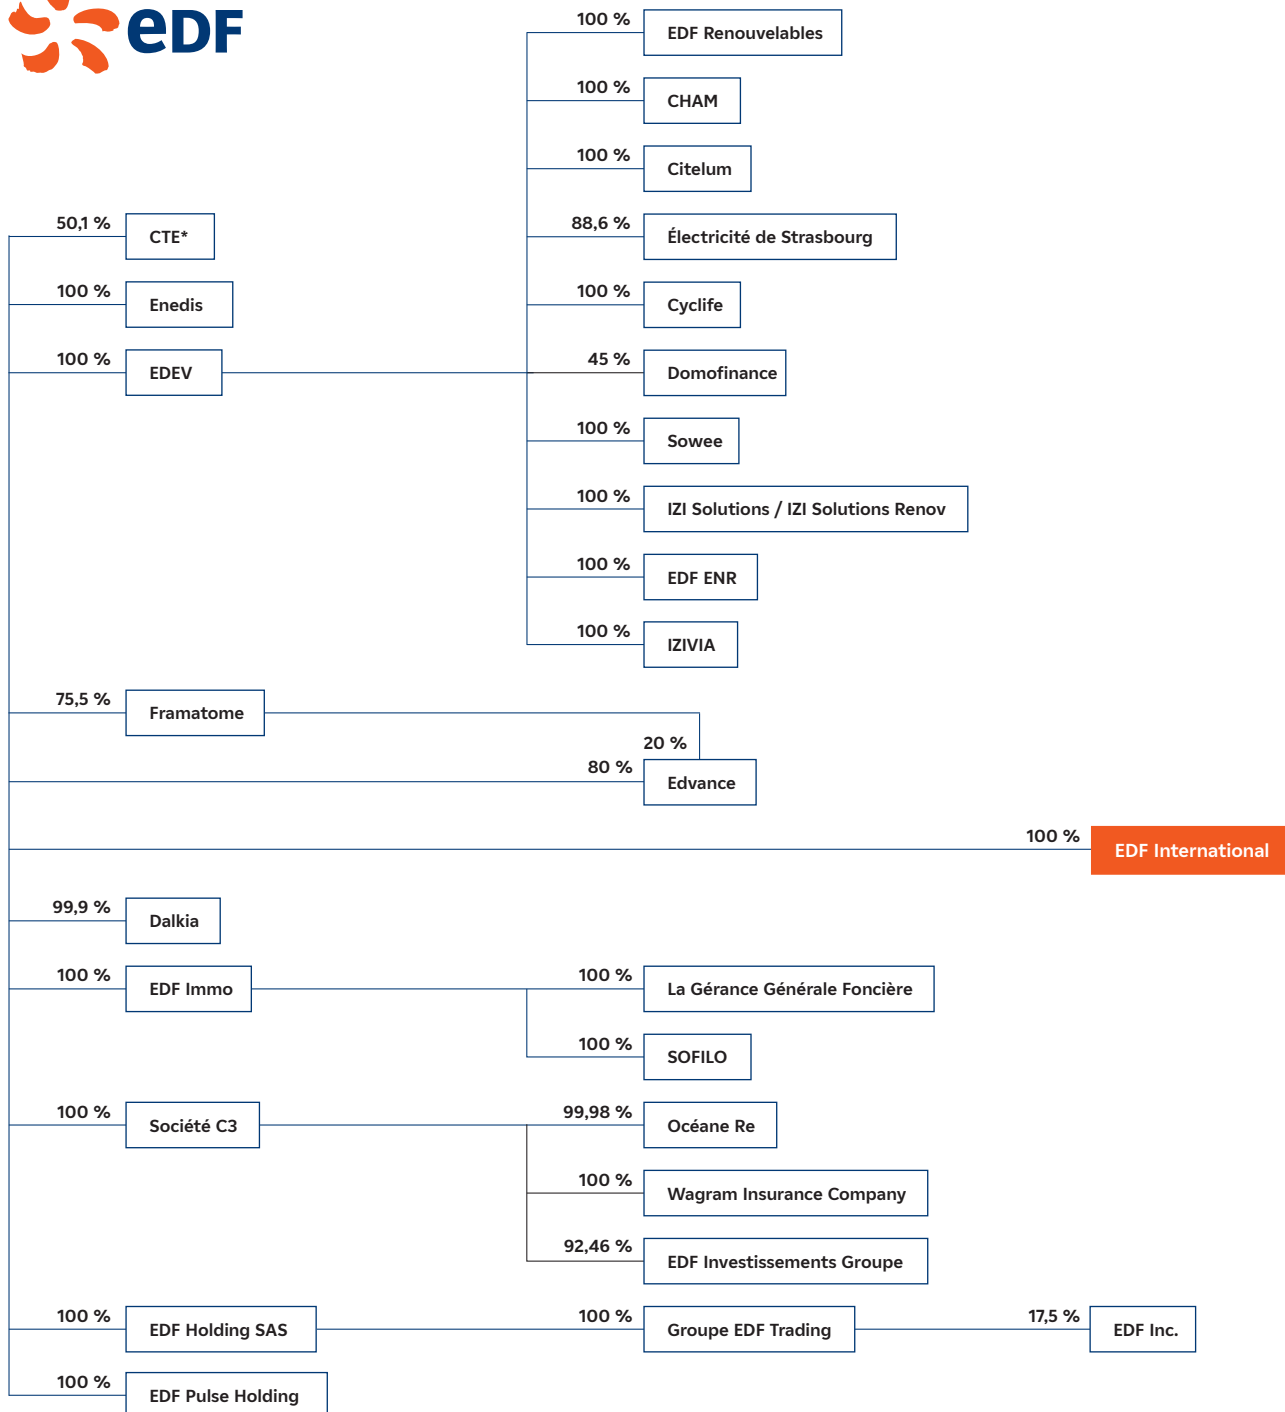 eDF
100 %
EDF Renouvelables
100 %
CHAM
100 %
Citelum
50,1 %
CTE*
88,6 %
Électricité de Strasbourg
100 %
Enedis
100 %
Cyclife
100 %
EDEV
45 %
Domofinance
100 %
Sowee
100 %
IZI Solutions / IZI Solutions Renov
100 %
EDF ENR
100 %
IZIVIA
75,5 %
Framatome
20 %
80 %
Edvance
100 %
EDF International
99,9 %
Dalkia
100 %
EDF Immo
100 %
La Gérance Générale Foncière
100 %
SOFILO
100 %
Société C3
99,98 %
Océane Re
100 %
Wagram Insurance Company
92,46 %
EDF Investissements Groupe
100 %
EDF Holding SAS
100 %
Groupe EDF Trading
17,5 %
EDF Inc.
100 %
EDF Pulse Holding